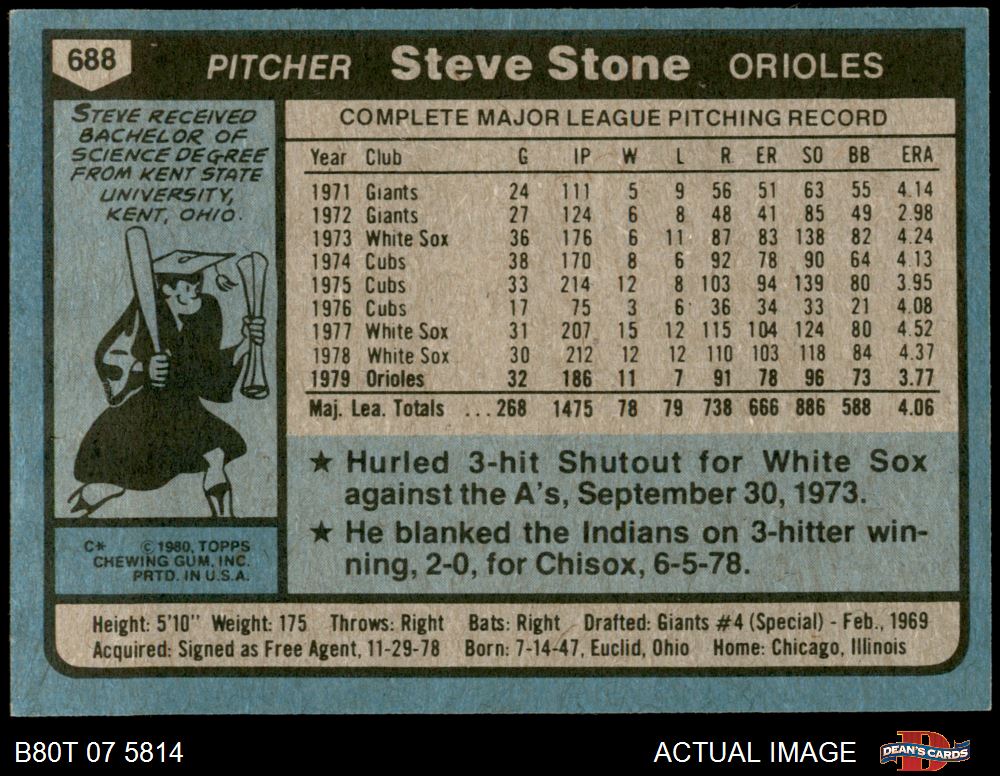 688 PITCHER Steve Stone ORIOLES
STEVE RECEIVED
BACHELOR OF
SCIENCE DEGREE
FROM KENT STATE
UNIVERSITY,
KENT, OHIO.
C* © 1980, TOPPS
CHEWING GUM, INC.
PRTD. IN U.S.A.
COMPLETE MAJOR LEAGUE PITCHING RECORD
Year Club G IP W L R ER SO BB ERA
1971 Giants 24 111 5 9 56 51 63 55 4.14
1972 Giants 27 124 6 8 48 41 85 49 2.98
1973 White Sox 36 176 6 11 87 83 138 82 4.24
1974 Cubs 38 170 8 6 92 78 90 64 4.13
1975 Cubs 33 214 12 8 103 94 139 80 3.95
1976 Cubs 17 75 3 6 36 34 33 21 4.08
1977 White Sox 31 207 15 12 115 104 124 80 4.52
1978 White Sox 30 212 12 12 110 103 118 84 4.37
1979 Orioles 32 186 11 7 91 78 96 73 3.77
Maj. Lea. Totals ...268 1475 78 79 738 666 886 588 4.06
★ Hurled 3-hit Shutout for White Sox
against the A's, September 30, 1973.
★ He blanked the Indians on 3-hitter win-
ning, 2-0, for Chisox, 6-5-78.
Height: 5'10" Weight: 175 Throws: Right Bats: Right Drafted: Giants #4 (Special) - Feb., 1969
Acquired: Signed as Free Agent, 11-29-78 Born: 7-14-47, Euclid, Ohio Home: Chicago, Illinois
B80T 07 5814 ACTUAL IMAGE DEAN'S CARDS